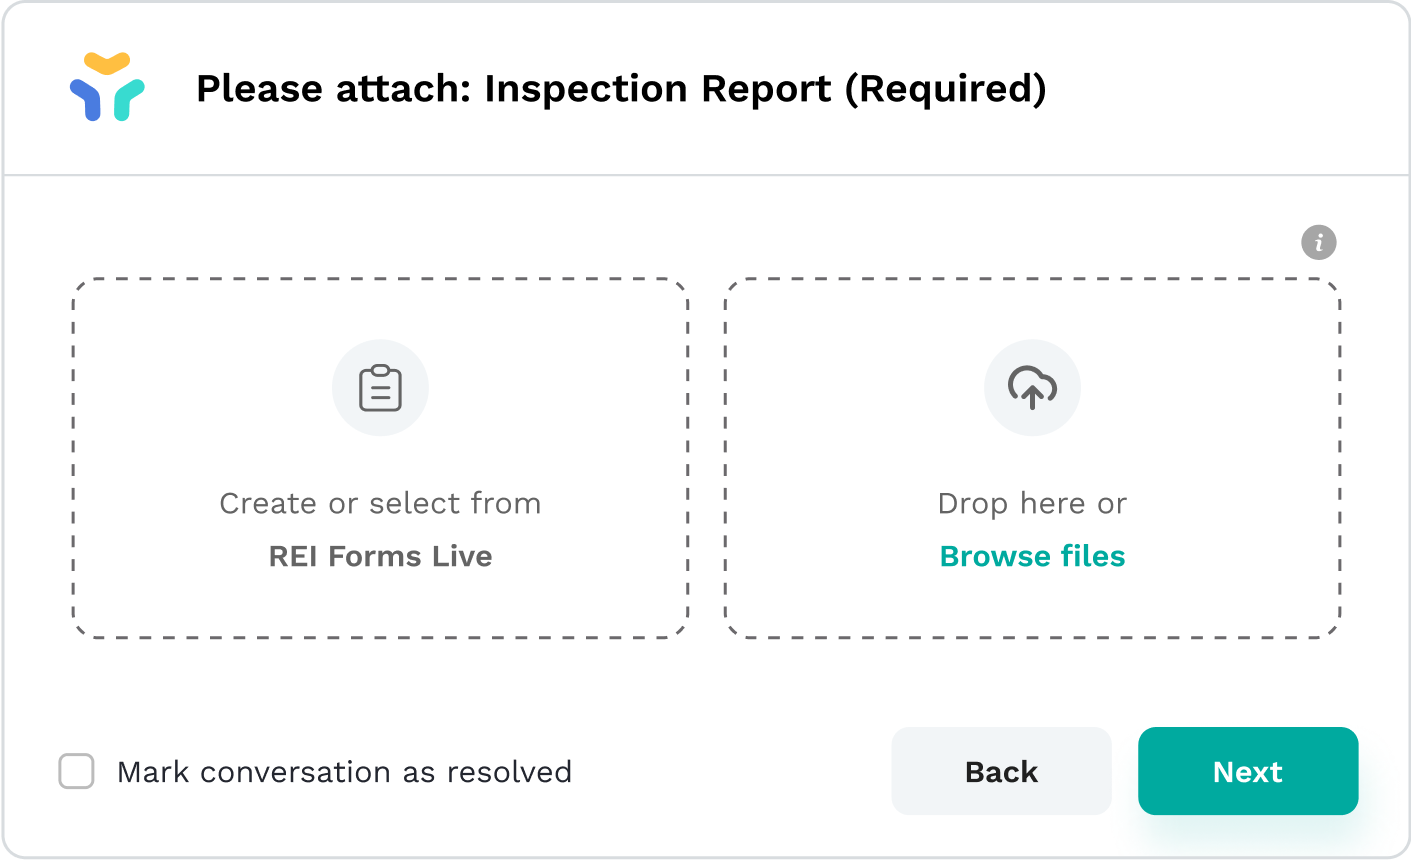 Please attach: Inspection Report (Required)
i
Create or select from
REI Forms Live
Drop here or
Browse files
Mark conversation as resolved
Back
Next